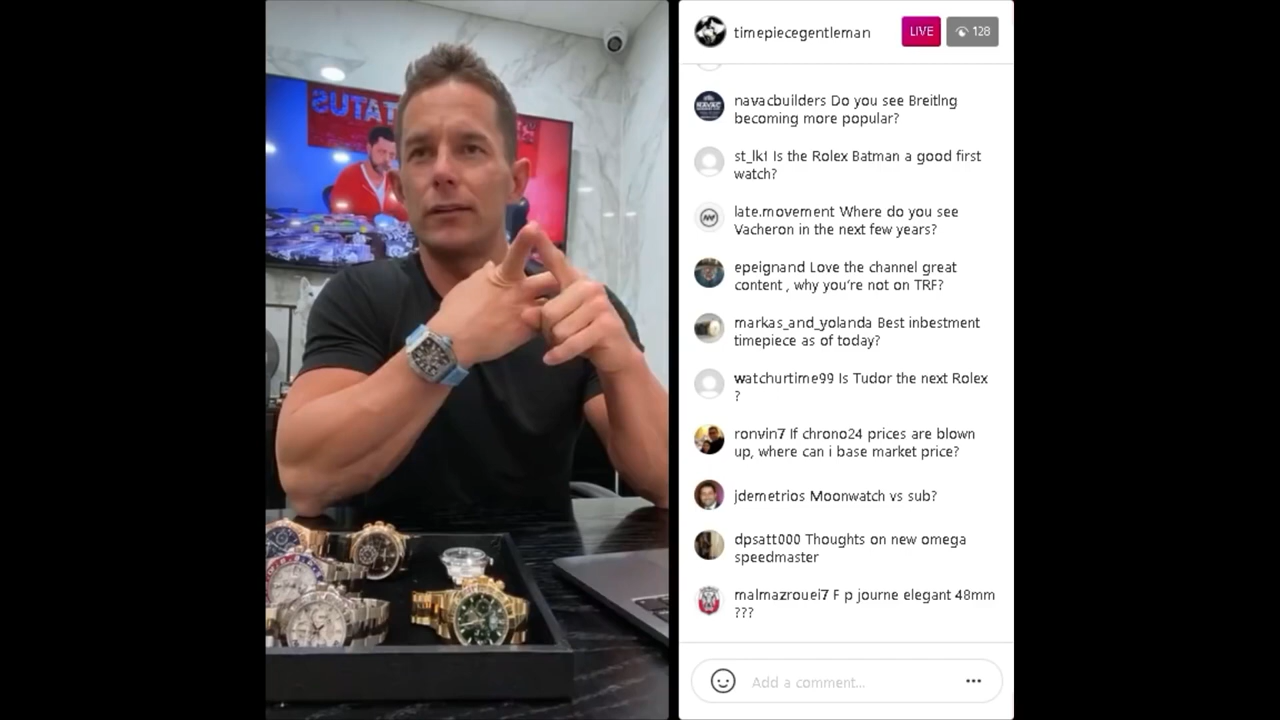 SUTATUS
timepiecegentleman
LIVE
128
navacbuilders Do you see Breitlng
becoming more popular?
st_lk1 Is the Rolex Batman a good first
watch?
late.movement Where do you see
Vacheron in the next few years?
epeignand Love the channel great
content , why you're not on TRF?
markas_and_yolanda Best inbestment
timepiece as of today?
watchurtime99 Is Tudor the next Rolex
?
ronvin7 If chrono24 prices are blown
up, where can i base market price?
jdemetrios Moonwatch vs sub?
dpsatt000 Thoughts on new omega
speedmaster
malmazrouei7 F p journe elegant 48mm
???
Add a comment...